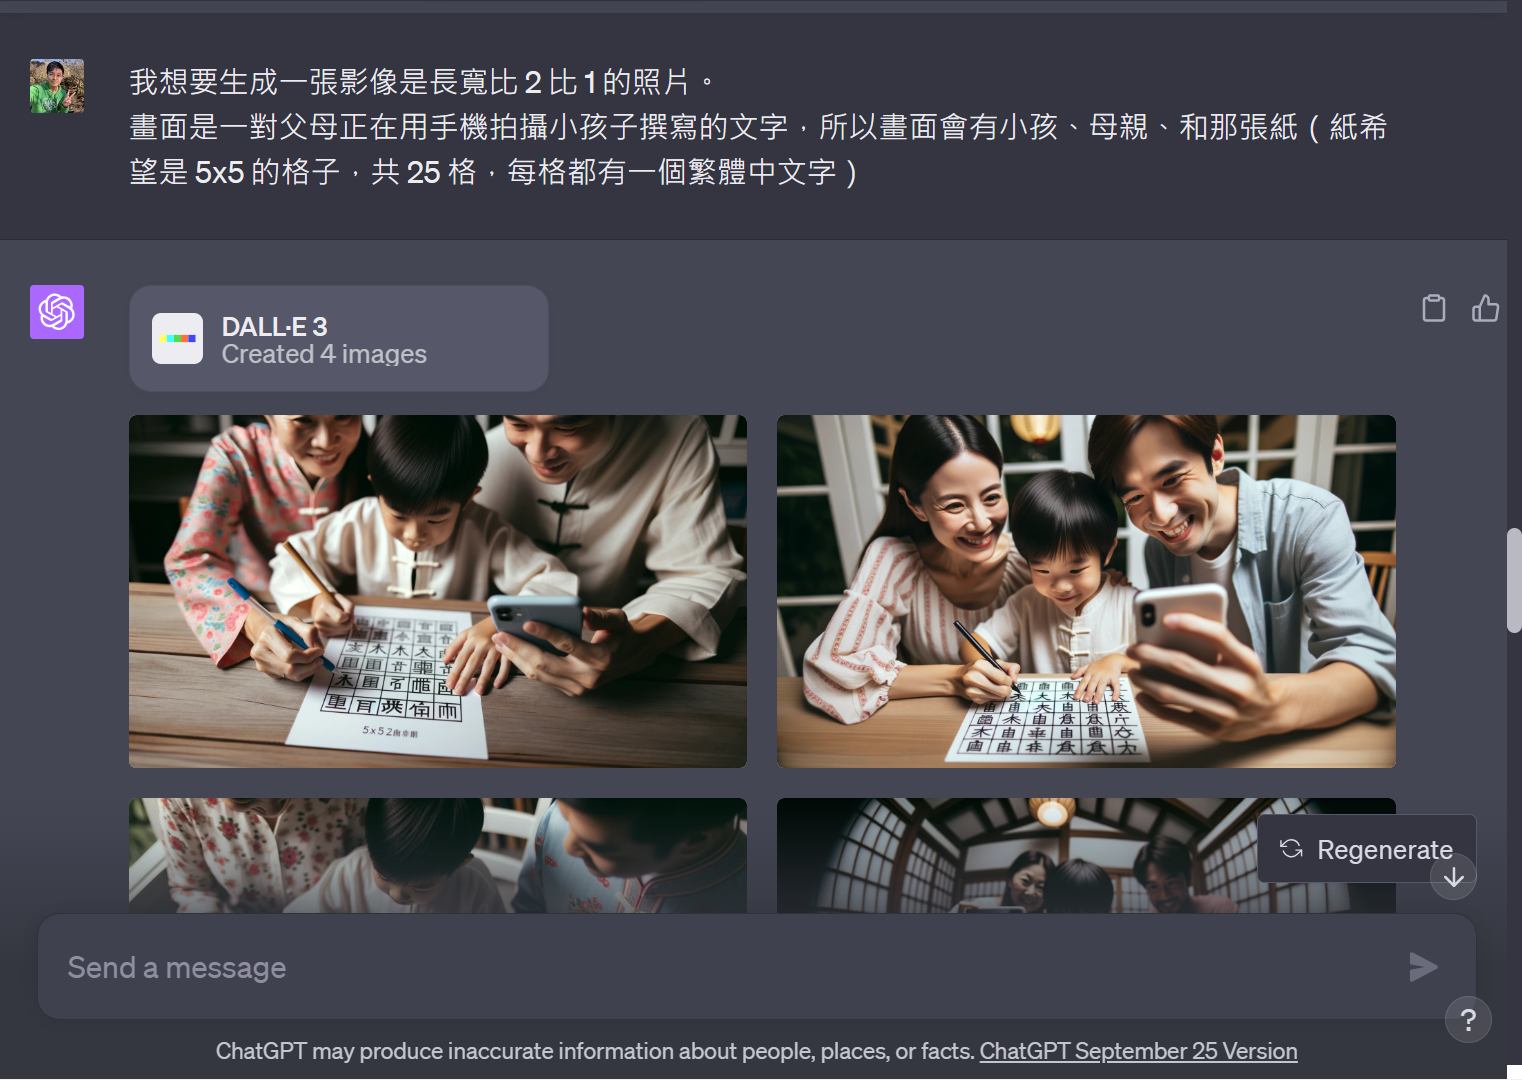 我想要生成一張影像是長寬比 2 比 1 的照片。
畫面是一對父母正在用手機拍攝小孩子撰寫的文字，所以畫面會有小孩、母親、和那張紙（紙希
望是 5x5 的格子，共 25 格，每格都有一個繁體中文字）
DALL·E 3
Created 4 images
5x52
Regenerate
Send a message
?
ChatGPT may produce inaccurate information about people, places, or facts. ChatGPT September 25 Version